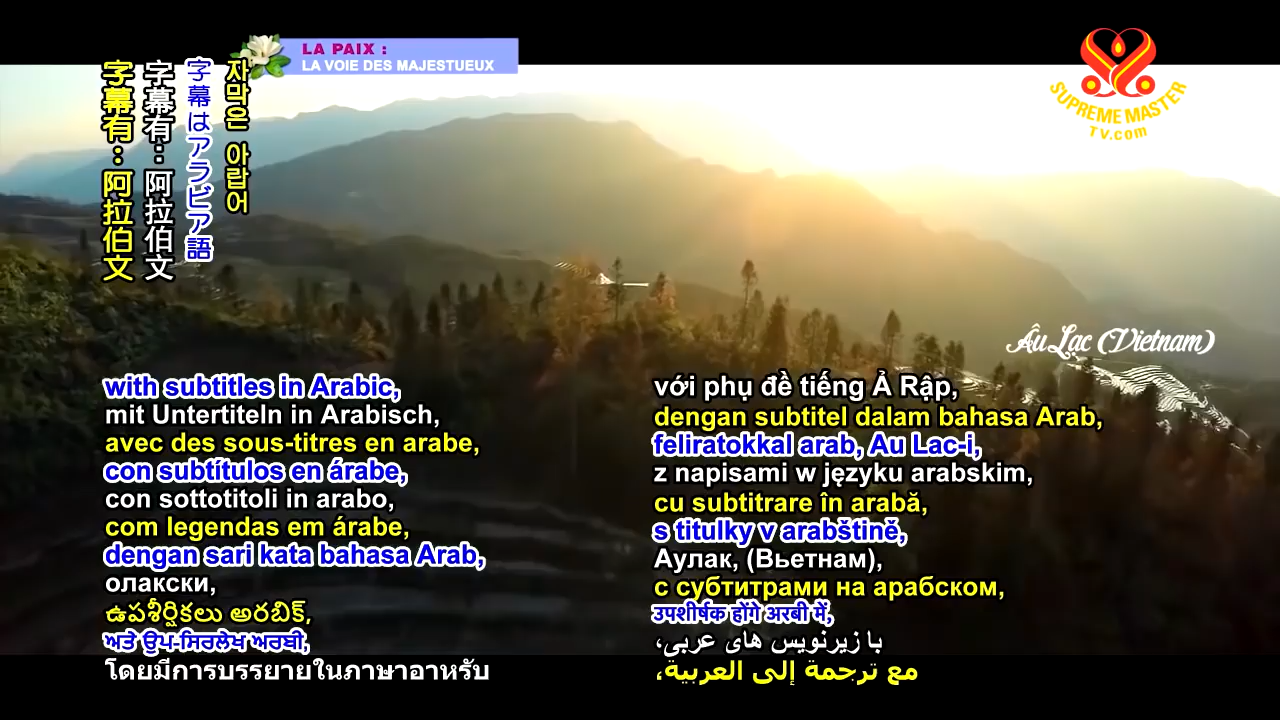 LA PAIX :
LA VOIE DES MAJESTUEUX
SUPREME MASTER
TV.com
字幕有：阿拉伯文
字幕有：阿拉伯文
字幕はアラビア語
자막은 아랍어
Âu Lạc (Vietnam)
with subtitles in Arabic,
mit Untertiteln in Arabisch,
avec des sous-titres en arabe,
con subtítulos en árabe,
con sottotitoli in arabo,
com legendas em árabe,
dengan sari kata bahasa Arab,
олакски,
ఉపశీర్షికలు అరబిక్,
ਅਤੇ ਉਪ-ਸਿਰਲੇਖ ਅਰਬੀ,
โดยมีการบรรยายในภาษาอาหรับ
với phụ đề tiếng Ả Rập,
dengan subtitel dalam bahasa Arab,
feliratokkal arab, Au Lac-i,
z napisami w języku arabskim,
cu subtitrare în arabă,
s titulky v arabštině,
Аулак, (Вьетнам),
с субтитрами на арабском,
उपशीर्षक होंगे अरबी में,
با زیرنویس های عربی،
مع ترجمة إلى العربية،